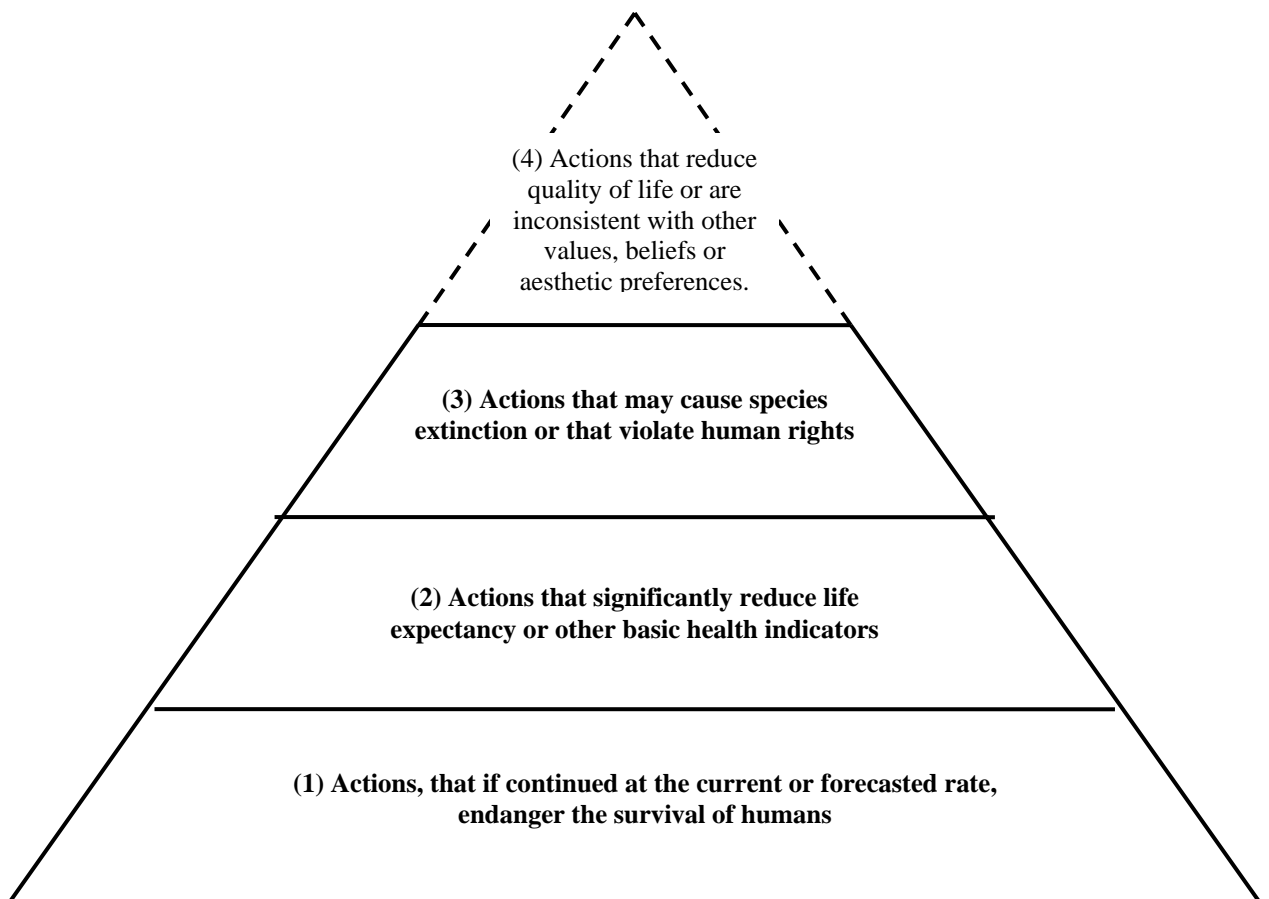 (4) Actions that reduce
quality of life or are
inconsistent with other
values, beliefs or
aesthetic preferences.
(3) Actions that may cause species
extinction or that violate human rights
(2) Actions that significantly reduce life
expectancy or other basic health indicators
(1) Actions, that if continued at the current or forecasted rate,
endanger the survival of humans